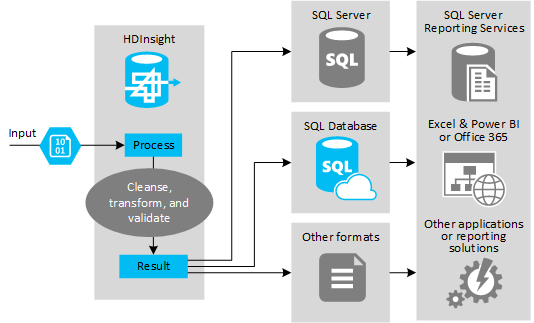 HDInsight
Input
10
01
Process
Cleanse,
transform, and
validate
Result
SQL Server
SQL
SQL Database
SQL
Other formats
SQL Server
Reporting Services
Excel & Power BI
or Office 365
Other applications
or reporting
solutions